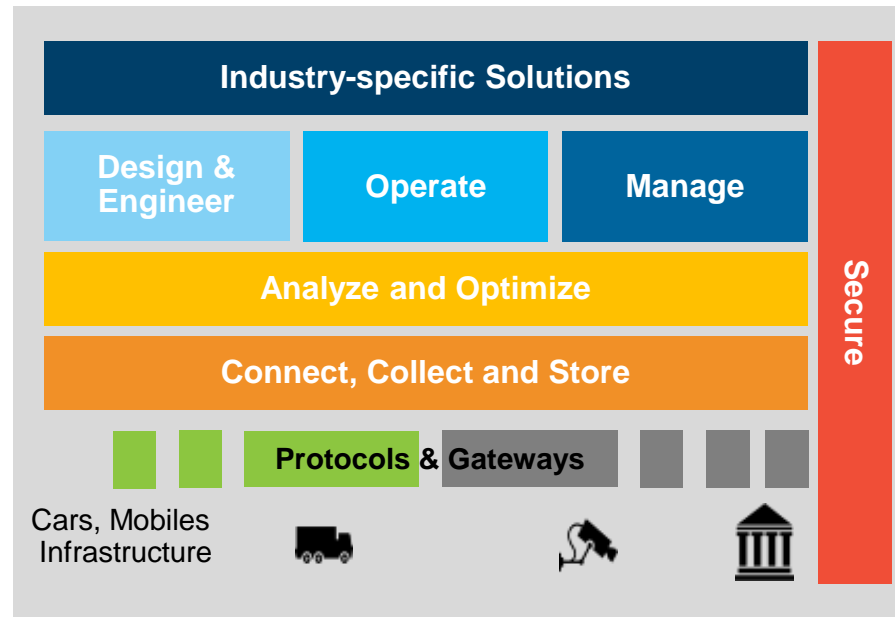 Industry-specific Solutions
Design &
Engineer
Operate
Manage
Analyze and Optimize
Connect, Collect and Store
Protocols & Gateways
Cars, Mobiles
Infrastructure
Secure